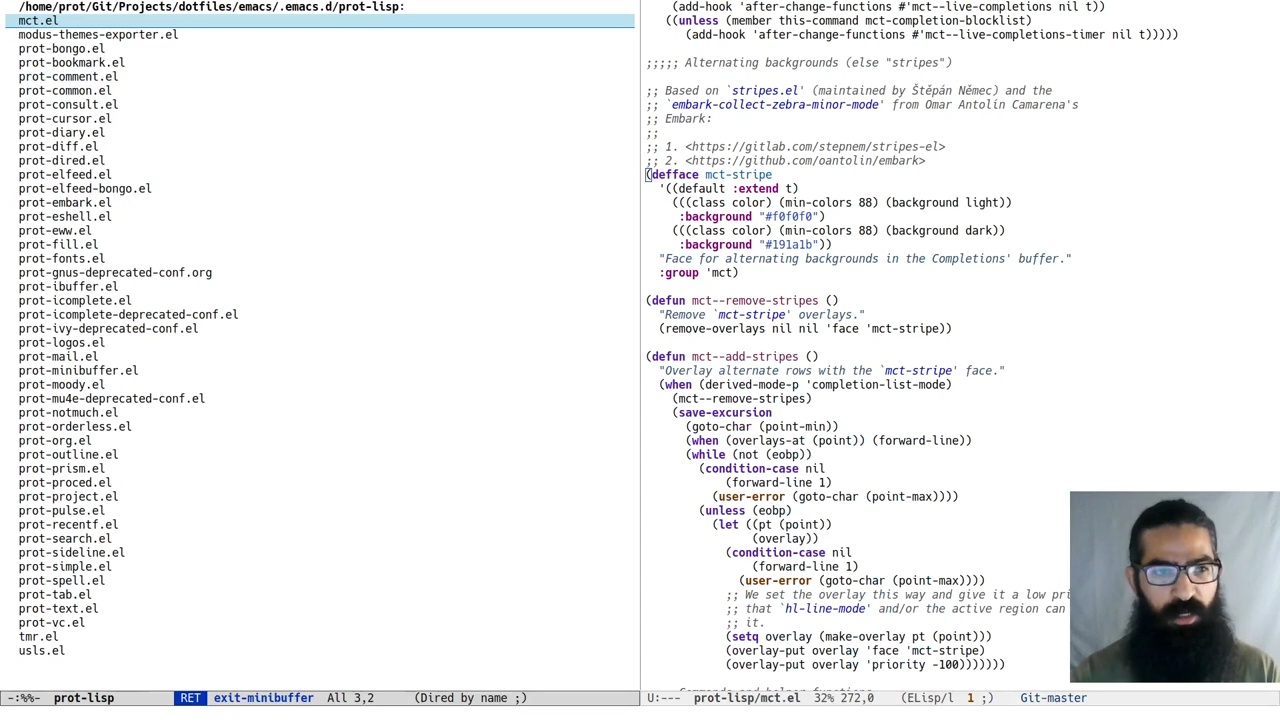 /home/prot/Git/Projects/dotfiles/emacs/.emacs.d/prot-lisp:
mct.el
modus-themes-exporter.el
prot-bongo.el
prot-bookmark.el
prot-comment.el
prot-common.el
prot-consult.el
prot-cursor.el
prot-diary.el
prot-diff.el
prot-dired.el
prot-elfeed.el
prot-elfeed-bongo.el
prot-embark.el
prot-eshell.el
prot-eww.el
prot-fill.el
prot-fonts.el
prot-gnus-deprecated-conf.org
prot-ibuffer.el
prot-icomplete.el
prot-icomplete-deprecated-conf.el
prot-ivy-deprecated-conf.el
prot-logos.el
prot-mail.el
prot-minibuffer.el
prot-moody.el
prot-mu4e-deprecated-conf.el
prot-notmuch.el
prot-orderless.el
prot-org.el
prot-outline.el
prot-prism.el
prot-proced.el
prot-project.el
prot-pulse.el
prot-recentf.el
prot-search.el
prot-sideline.el
prot-simple.el
prot-spell.el
prot-tab.el
prot-text.el
prot-vc.el
tmr.el
usls.el
-:%%- prot-lisp RET exit-minibuffer All 3,2 (Dired by name ;)
(add-hook 'after-change-functions #'mct--live-completions nil t))
((unless (member this-command mct-completion-blocklist)
(add-hook 'after-change-functions #'mct--live-completions-timer nil t)))))
;;;;; Alternating backgrounds (else "stripes")
;; Based on `stripes.el' (maintained by Štěpán Němec) and the
;; `embark-collect-zebra-minor-mode' from Omar Antolín Camarena's
;; Embark:
;;
;; 1. <https://gitlab.com/stepnem/stripes-el>
;; 2. <https://github.com/oantolin/embark>
(defface mct-stripe
'((default :extend t)
(((class color) (min-colors 88) (background light))
:background "#f0f0f0")
(((class color) (min-colors 88) (background dark))
:background "#191a1b"))
"Face for alternating backgrounds in the Completions' buffer."
:group 'mct)
(defun mct--remove-stripes ()
"Remove `mct-stripe' overlays."
(remove-overlays nil nil 'face 'mct-stripe))
(defun mct--add-stripes ()
"Overlay alternate rows with the `mct-stripe' face."
(when (derived-mode-p 'completion-list-mode)
(mct--remove-stripes)
(save-excursion
(goto-char (point-min))
(when (overlays-at (point)) (forward-line))
(while (not (eobp))
(condition-case nil
(forward-line 1)
(user-error (goto-char (point-max))))
(unless (eobp)
(let ((pt (point))
(overlay))
(condition-case nil
(forward-line 1)
(user-error (goto-char (point-max))))
;; We set the overlay this way and give it a low pri
;; that `hl-line-mode' and/or the active region can
;; it.
(setq overlay (make-overlay pt (point)))
(overlay-put overlay 'face 'mct-stripe)
(overlay-put overlay 'priority -100)))))))
U:--- prot-lisp/mct.el 32% 272,0 (ELisp/l 1 ;) Git-master